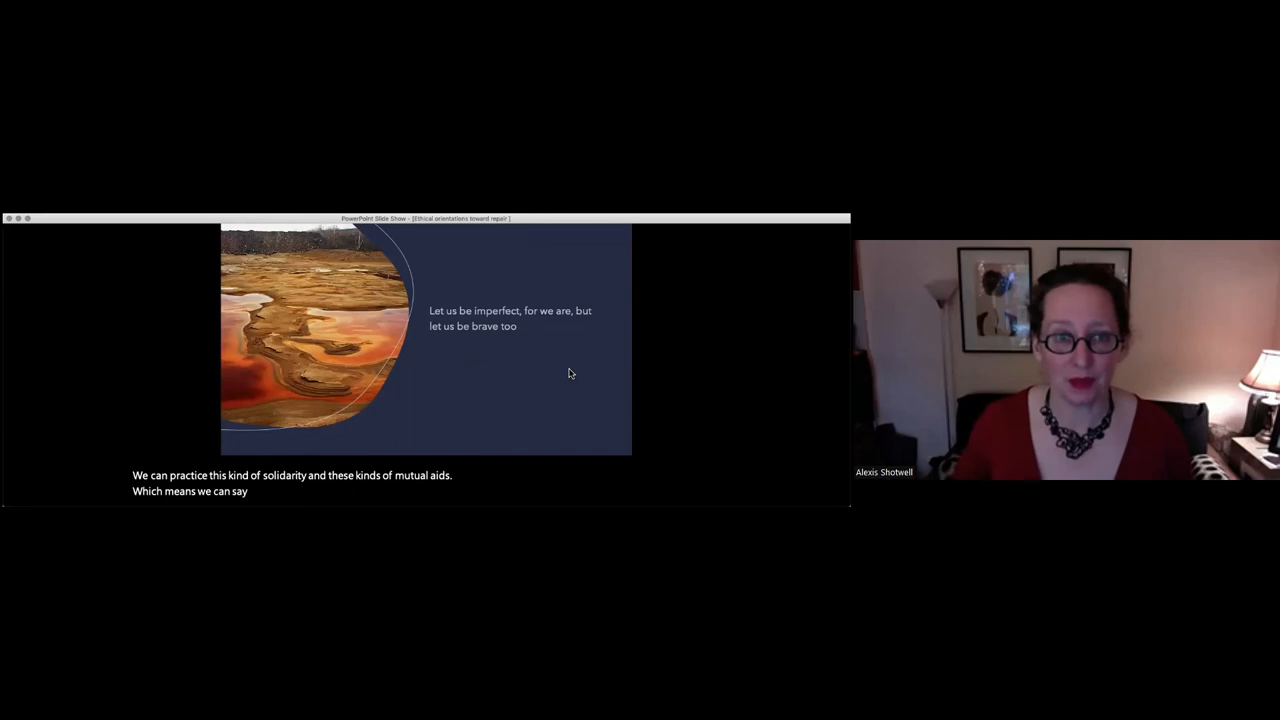 PowerPoint Slide Show - [Ethical orientations toward repair ]
Let us be imperfect, for we are, but
let us be brave too
We can practice this kind of solidarity and these kinds of mutual aids.
Which means we can say
Alexis Shotwell